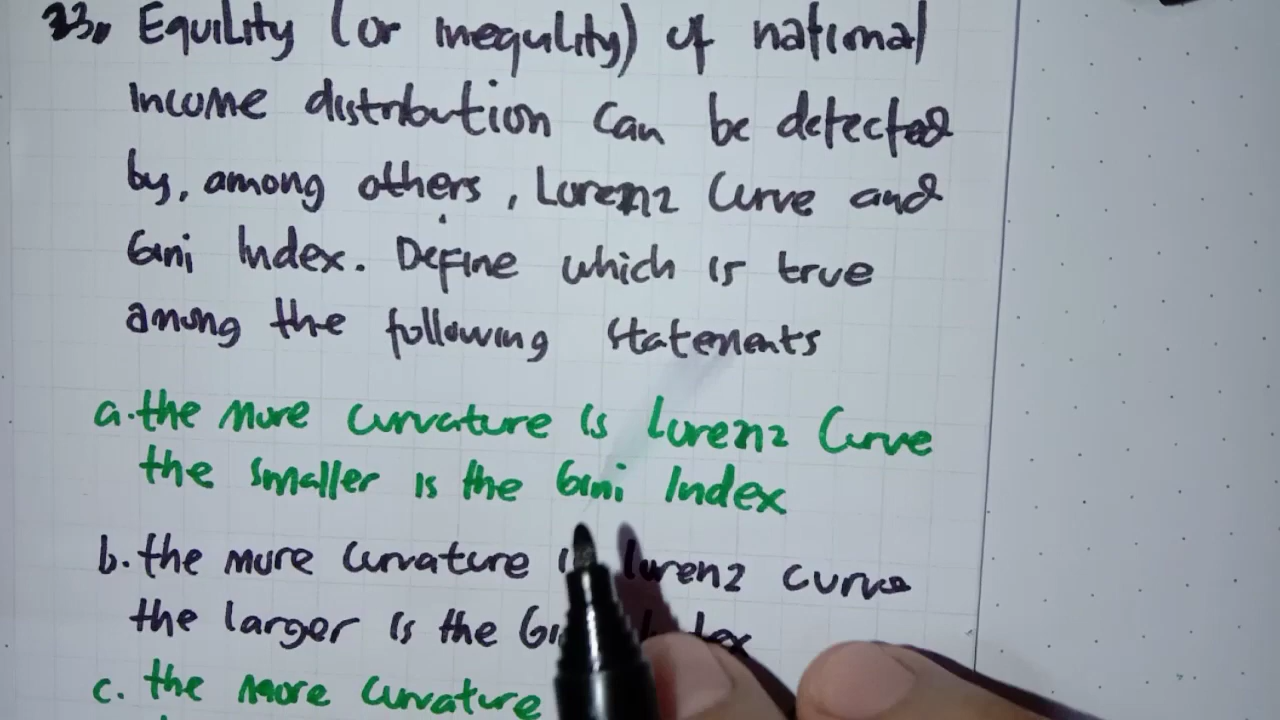 33. Equility (or inequlity) of national
income distribution can be detected
by, among others, Lorenz Curve and
Gini Index. Define which is true
among the following statements
a. the more curvature is Lorenz Curve
the smaller is the Gini Index
b. the more curvature is Lorenz curve
the larger is the
c. the more curvature